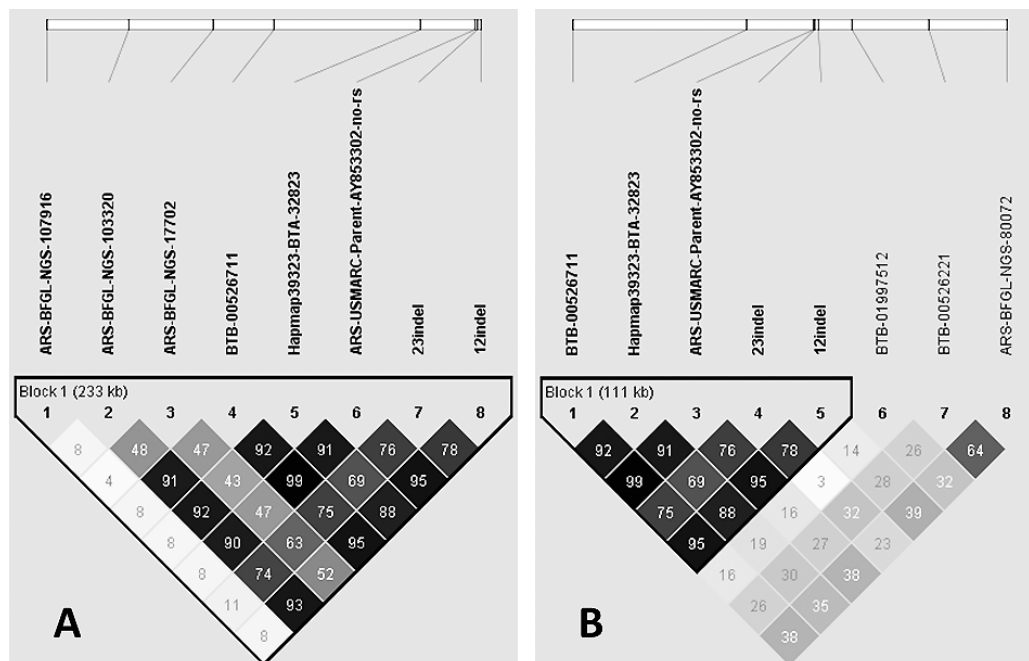 ARS-BFGL-NGS-107916
ARS-BFGL-NGS-103320
ARS-BFGL-NGS-17702
BTB-00526711
Hapmap39323-BTA-32823
ARS-USMARC-Parent-AY853302-no-rs
23indel
12indel
Block 1 (233 kb)
1 2 3 4 5 6 7 8
8 48 47 92 91 76 78
4 91 43 99 69 95
8 92 47 75 88
8 90 63 95
8 74 52
11 93
8
A
BTB-00526711
Hapmap39323-BTA-32823
ARS-USMARC-Parent-AY853302-no-rs
23indel
12indel
BTB-01997512
BTB-00526221
ARS-BFGL-NGS-80072
Block 1 (111 kb)
1 2 3 4 5 6 7 8
92 91 76 78 14 26 64
99 69 95 3 28 32
75 88 16 32 39
95 19 27 23
16 30 38
26 35
38
B